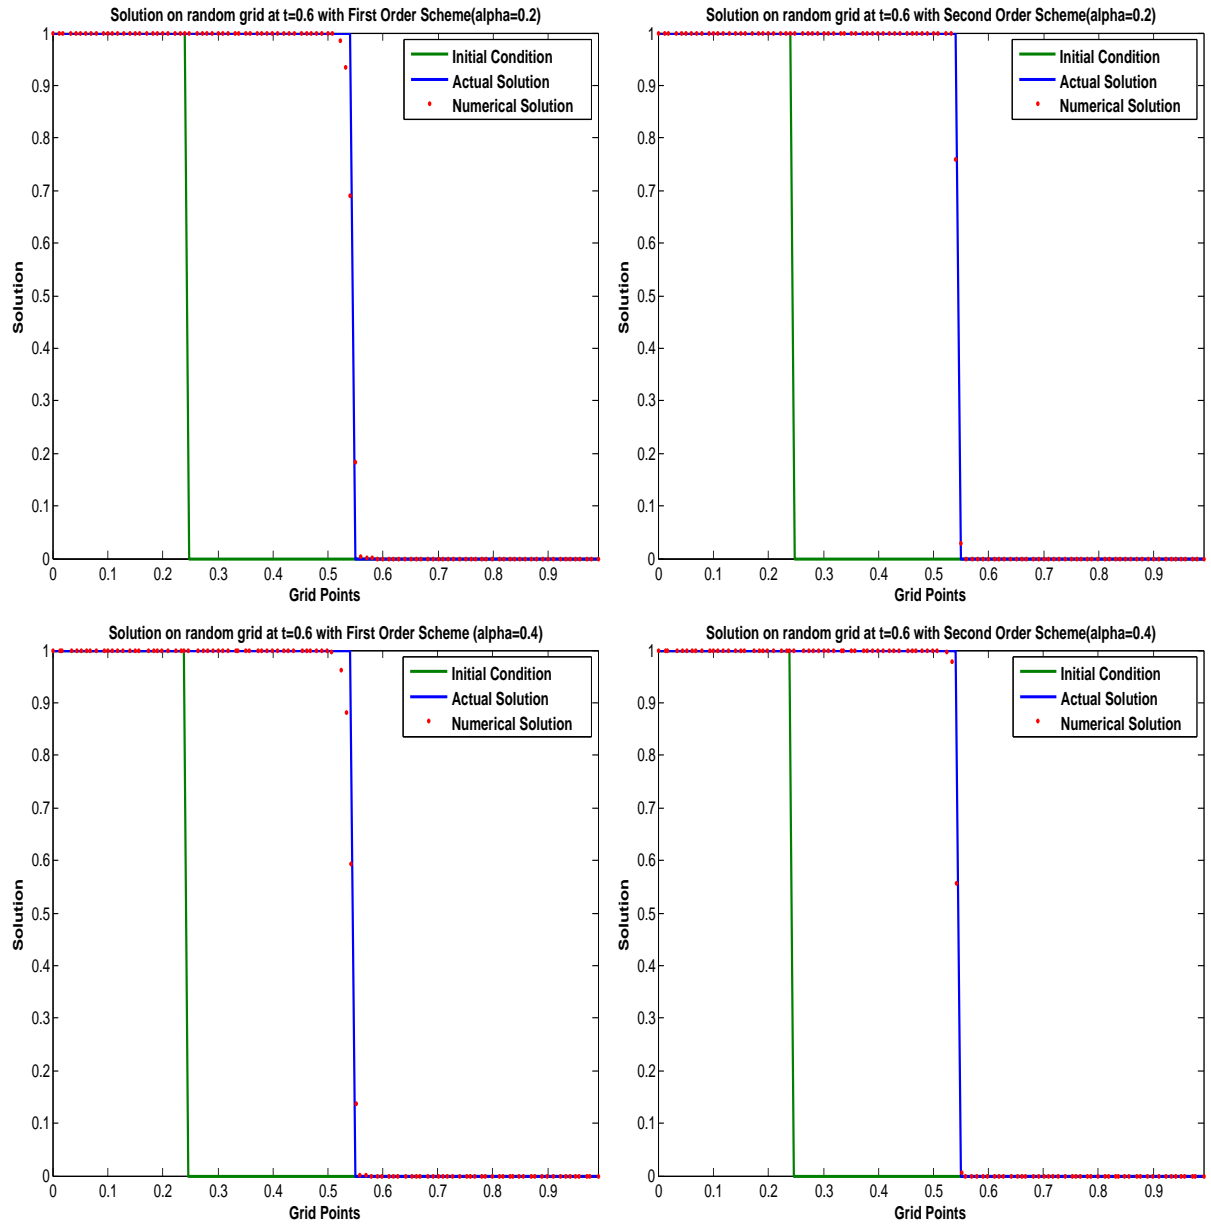 Solution on random grid at t=0.6 with First Order Scheme(alpha=0.2)
1
0.9
0.8
0.7
0.6
0.5
0.4
0.3
0.2
0.1
0
Solution
Initial Condition
Actual Solution
Numerical Solution
0 0.1 0.2 0.3 0.4 0.5 0.6 0.7 0.8 0.9
Grid Points
Solution on random grid at t=0.6 with Second Order Scheme(alpha=0.2)
1
0.9
0.8
0.7
0.6
0.5
0.4
0.3
0.2
0.1
0
Solution
Initial Condition
Actual Solution
Numerical Solution
0 0.1 0.2 0.3 0.4 0.5 0.6 0.7 0.8 0.9
Grid Points
Solution on random grid at t=0.6 with First Order Scheme (alpha=0.4)
1
0.9
0.8
0.7
0.6
0.5
0.4
0.3
0.2
0.1
0
Solution
Initial Condition
Actual Solution
Numerical Solution
0 0.1 0.2 0.3 0.4 0.5 0.6 0.7 0.8 0.9
Grid Points
Solution on random grid at t=0.6 with Second Order Scheme(alpha=0.4)
1
0.9
0.8
0.7
0.6
0.5
0.4
0.3
0.2
0.1
0
Solution
Initial Condition
Actual Solution
Numerical Solution
0 0.1 0.2 0.3 0.4 0.5 0.6 0.7 0.8 0.9
Grid Points